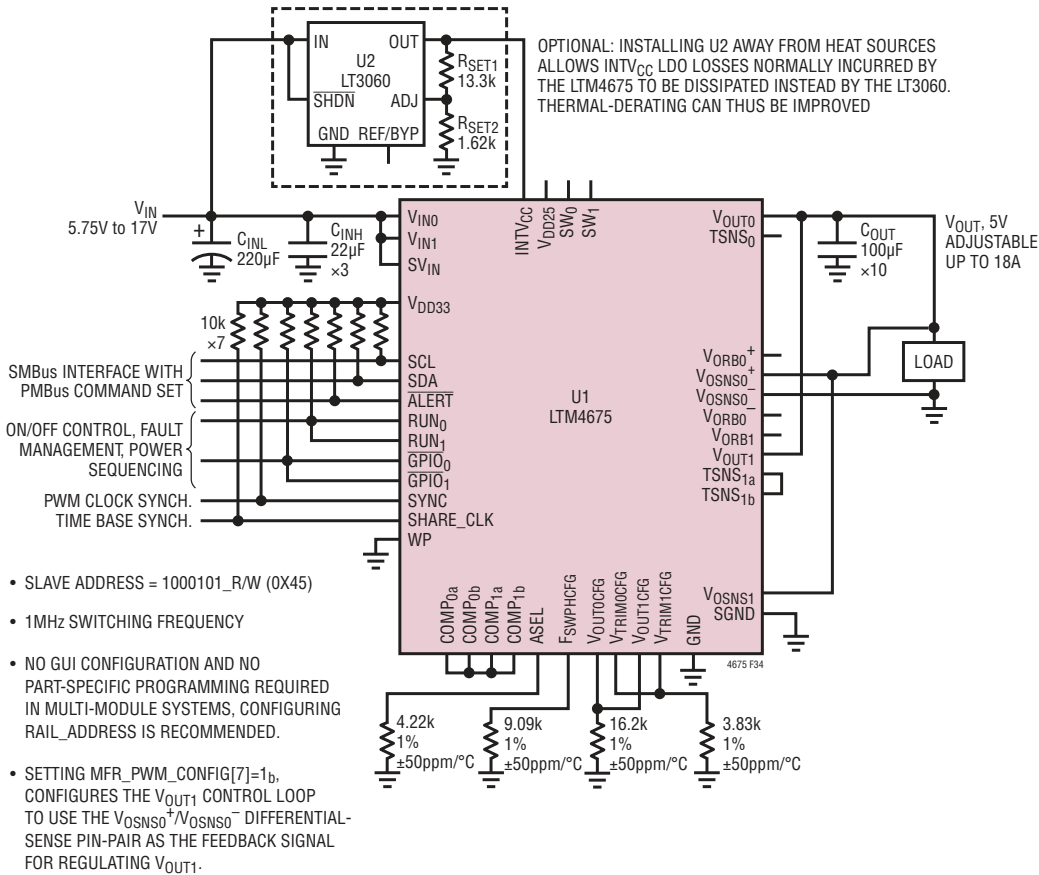 IN
OUT
U2
LT3060
SHDN
ADJ
GND REF/BYP
RSET1
13.3k
RSET2
1.62k
OPTIONAL: INSTALLING U2 AWAY FROM HEAT SOURCES
ALLOWS INTVCC LDO LOSSES NORMALLY INCURRED BY
THE LTM4675 TO BE DISSIPATED INSTEAD BY THE LT3060.
THERMAL-DERATING CAN THUS BE IMPROVED
VIN
5.75V to 17V
+
CINL
220µF
CINH
22µF
×3
VIN0
VIN1
SVIN
VDD33
INTVCC
VDD25
SW0
SW1
VOUT0
TSNS0
COUT
100µF
×10
VOUT, 5V
ADJUSTABLE
UP TO 18A
10k
×7
SMBus INTERFACE WITH
PMBus COMMAND SET
ON/OFF CONTROL, FAULT
MANAGEMENT, POWER
SEQUENCING
PWM CLOCK SYNCH.
TIME BASE SYNCH.
SCL
SDA
ALERT
RUN0
RUN1
GPIO0
GPIO1
SYNC
SHARE_CLK
WP
U1
LTM4675
VORB0+
VOSNS0+
VOSNS0–
VORB0–
VORB1
VOUT1
TSNS1a
TSNS1b
LOAD
VOSNS1
SGND
COMP0a
COMP0b
COMP1a
COMP1b
ASEL
FSWPHCFG
VOUT0CFG
VTRIM0CFG
VOUT1CFG
VTRIM1CFG
GND
4675 F34
4.22k
1%
±50ppm/°C
9.09k
1%
±50ppm/°C
16.2k
1%
±50ppm/°C
3.83k
1%
±50ppm/°C
• SLAVE ADDRESS = 1000101_R/W (0X45)
• 1MHz SWITCHING FREQUENCY
• NO GUI CONFIGURATION AND NO
PART-SPECIFIC PROGRAMMING REQUIRED
IN MULTI-MODULE SYSTEMS, CONFIGURING
RAIL_ADDRESS IS RECOMMENDED.
• SETTING MFR_PWM_CONFIG[7]=1b,
CONFIGURES THE VOUT1 CONTROL LOOP
TO USE THE VOSNS0+/VOSNS0– DIFFERENTIAL-
SENSE PIN-PAIR AS THE FEEDBACK SIGNAL
FOR REGULATING VOUT1.